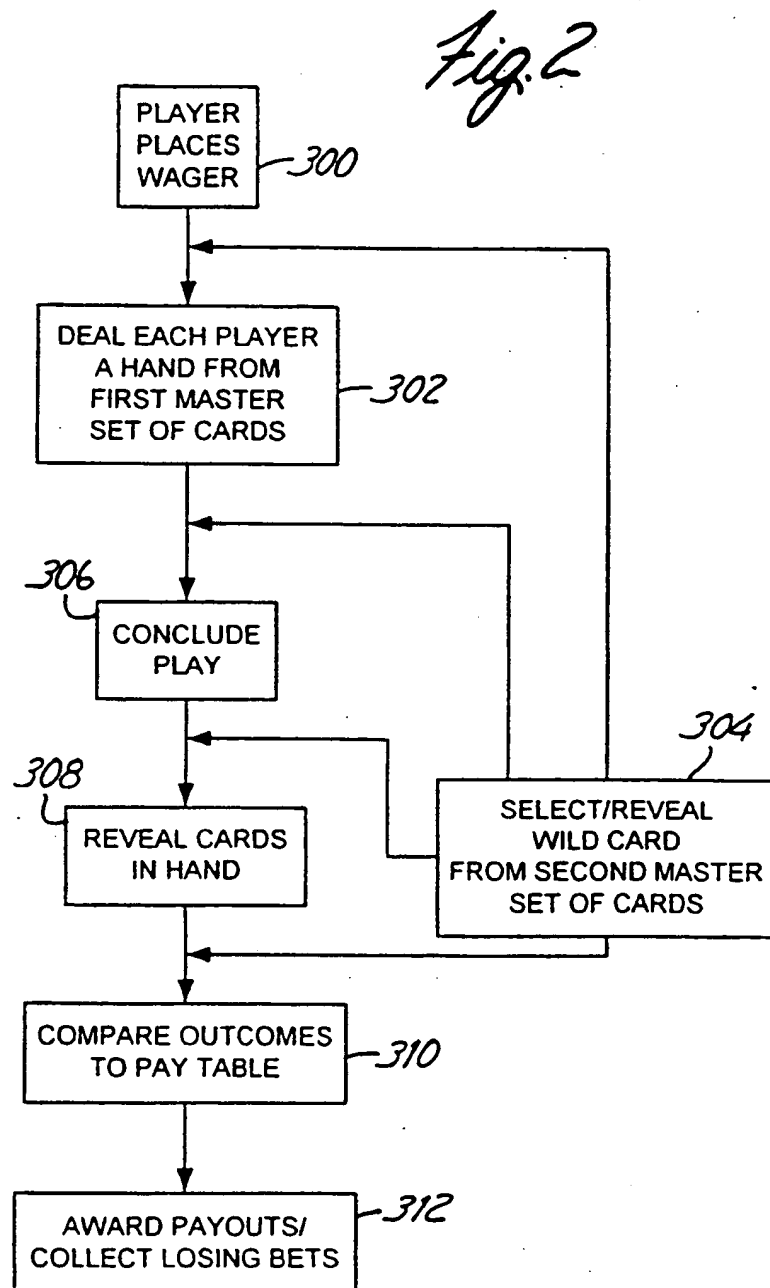 Fig. 2
PLAYER
PLACES
WAGER
300
DEAL EACH PLAYER
A HAND FROM
FIRST MASTER
SET OF CARDS
302
306
CONCLUDE
PLAY
304
SELECT/REVEAL
WILD CARD
FROM SECOND MASTER
SET OF CARDS
308
REVEAL CARDS
IN HAND
COMPARE OUTCOMES
TO PAY TABLE
310
AWARD PAYOUTS/
COLLECT LOSING BETS
312